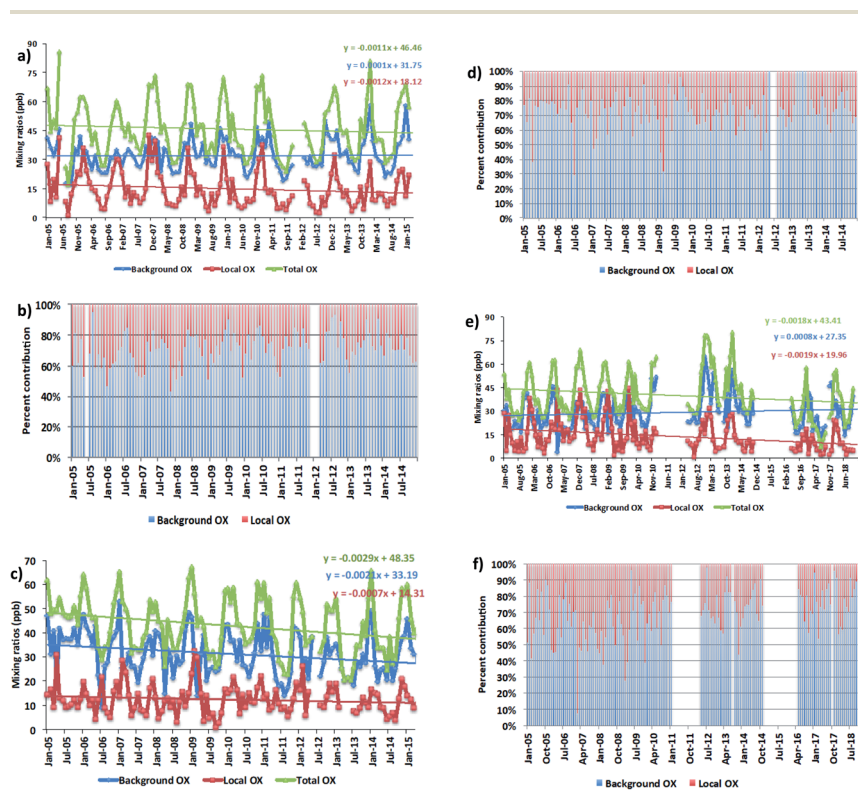 a)
y = -0.0011x + 46.46
y = 0.0001x + 31.75
y = -0.0012x + 18.12
Mixing ratios (ppb)
90
75
60
45
30
15
0
Jan-05 Jun-05 Nov-05 Apr-06 Sep-06 Feb-07 Jul-07 Dec-07 May-08 Oct-08 Mar-09 Aug-09 Jan-10 Jun-10 Nov-10 Apr-11 Sep-11 Feb-12 Jul-12 Dec-12 May-13 Oct-13 Mar-14 Aug-14 Jan-15
Background OX Local OX Total OX
b)
Percent contribution
100%
80%
60%
40%
20%
0%
Jan-05 Jul-05 Jan-06 Jul-06 Jan-07 Jul-07 Jan-08 Jul-08 Jan-09 Jul-09 Jan-10 Jul-10 Jan-11 Jul-11 Jan-12 Jul-12 Jan-13 Jul-13 Jan-14 Jul-14
Background OX Local OX
c)
y = -0.0029x + 48.35
y = -0.0021x + 33.19
y = -0.0007x + 14.31
Mixing ratios (ppb)
70
60
50
40
30
20
10
0
Jan-05 Jul-05 Jan-06 Jul-06 Jan-07 Jul-07 Jan-08 Jul-08 Jan-09 Jul-09 Jan-10 Jul-10 Jan-11 Jul-11 Jan-12 Jul-12 Jan-13 Jul-13 Jan-14 Jul-14 Jan-15
Background OX Local OX Total OX
d)
Percent contribution
100%
90%
80%
70%
60%
50%
40%
30%
20%
10%
0%
Jan-05 Jul-05 Jan-06 Jul-06 Jan-07 Jul-07 Jan-08 Jul-08 Jan-09 Jul-09 Jan-10 Jul-10 Jan-11 Jul-11 Jan-12 Jul-12 Jan-13 Jul-13 Jan-14 Jul-14
Background OX Local OX
e)
y = -0.0018x + 43.41
y = 0.0008x + 27.35
y = -0.0019x + 19.96
Mixing ratios (ppb)
90
75
60
45
30
15
0
Jan-05 Aug-05 Mar-06 Oct-06 May-07 Dec-07 Jul-08 Feb-09 Sep-09 Apr-10 Nov-10 Jun-11 Jan-12 Aug-12 Mar-13 Oct-13 May-14 Dec-14 Jul-15 Feb-16 Sep-16 Apr-17 Nov-17 Jun-18
Background OX Local OX Total OX
f)
Percent contribution
100%
90%
80%
70%
60%
50%
40%
30%
20%
10%
0%
Jan-05 Oct-05 Jul-06 Apr-07 Jan-08 Oct-08 Jul-09 Apr-10 Jan-11 Oct-11 Jul-12 Apr-13 Jan-14 Oct-14 Jul-15 Apr-16 Jan-17 Oct-17 Jul-18
Background OX Local OX